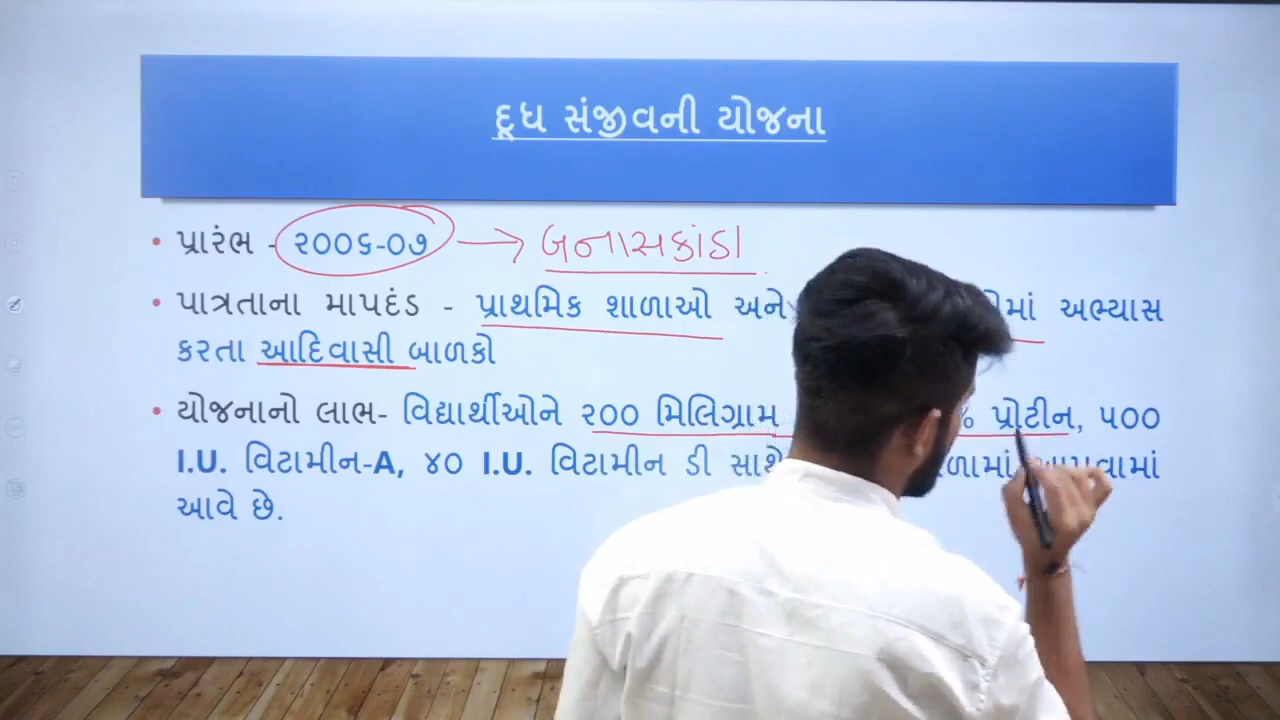 દૂધ સંજીવની યોજના
• પ્રારંભ - ૨૦૦૬-૦૭ → બનાસકાંઠા
• પાત્રતાના માપદંડ - પ્રાથમિક શાળાઓ અને અભ્યાસ
કરતા આદિવાસી બાળકો
• યોજનાનો લાભ- વિદ્યાર્થીઓને ૨૦૦ મિલિગ્રામ % પ્રોટીન, ૫૦૦
I.U. વિટામીન-A, ૪૦ I.U. વિટામીન ડી સાથે
આવે છે.